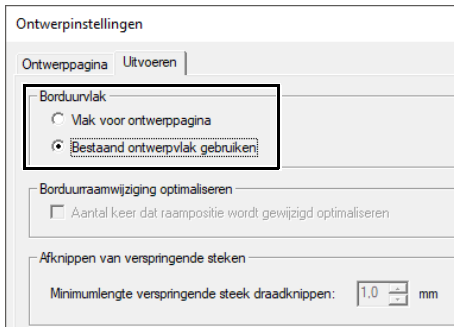 Ontwerpinstellingen
Ontwerppagina Uitvoeren
Borduurvlak
Vlak voor ontwerppagina
Bestaand ontwerpvlak gebruiken
Borduurraamwijziging optimaliseren
Aantal keer dat raampositie wordt gewijzigd optimaliseren
Afknippen van verspringende steken
Minimumlengte verspringende steek draadknippen: 1,0 mm